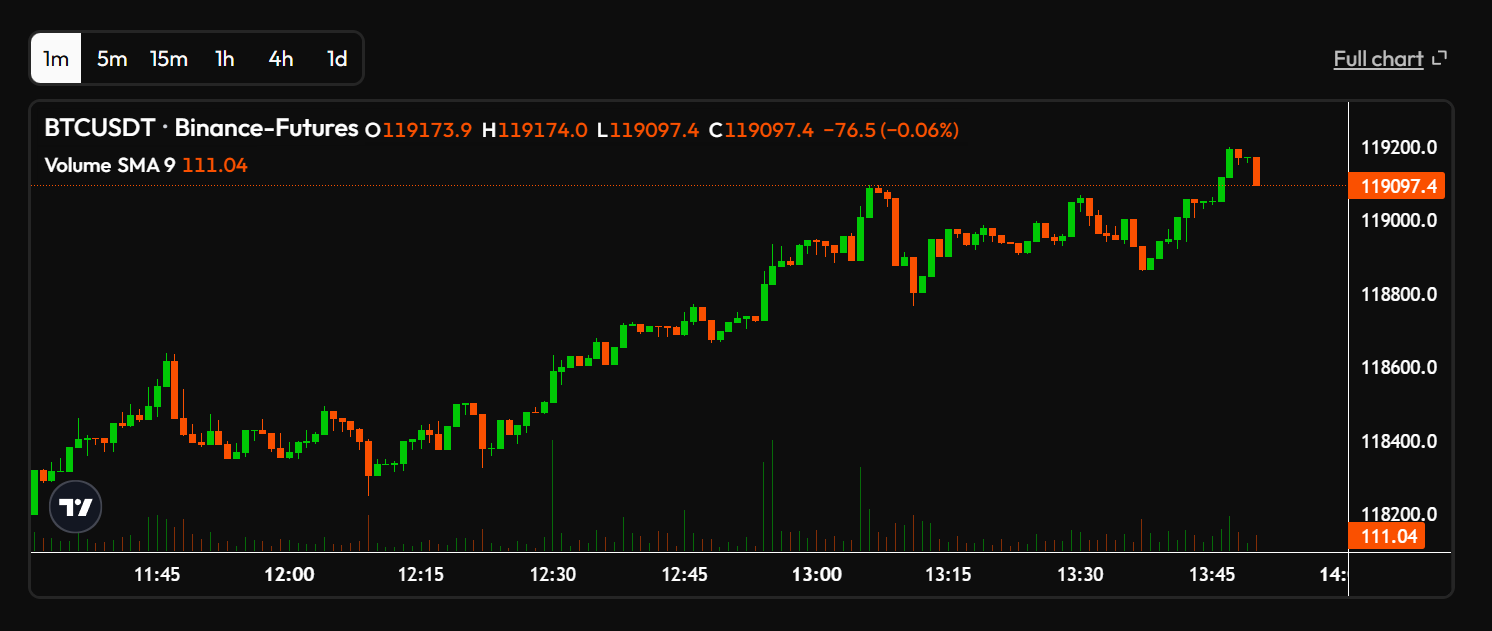 1m 5m 15m 1h 4h 1d
Full chart
BTCUSDT · Binance-Futures O119173.9 H119174.0 L119097.4 C119097.4 −76.5 (−0.06%)
Volume SMA 9 111.04
119200.0
119097.4
119000.0
118800.0
118600.0
118400.0
118200.0
111.04
11:45 12:00 12:15 12:30 12:45 13:00 13:15 13:30 13:45 14: